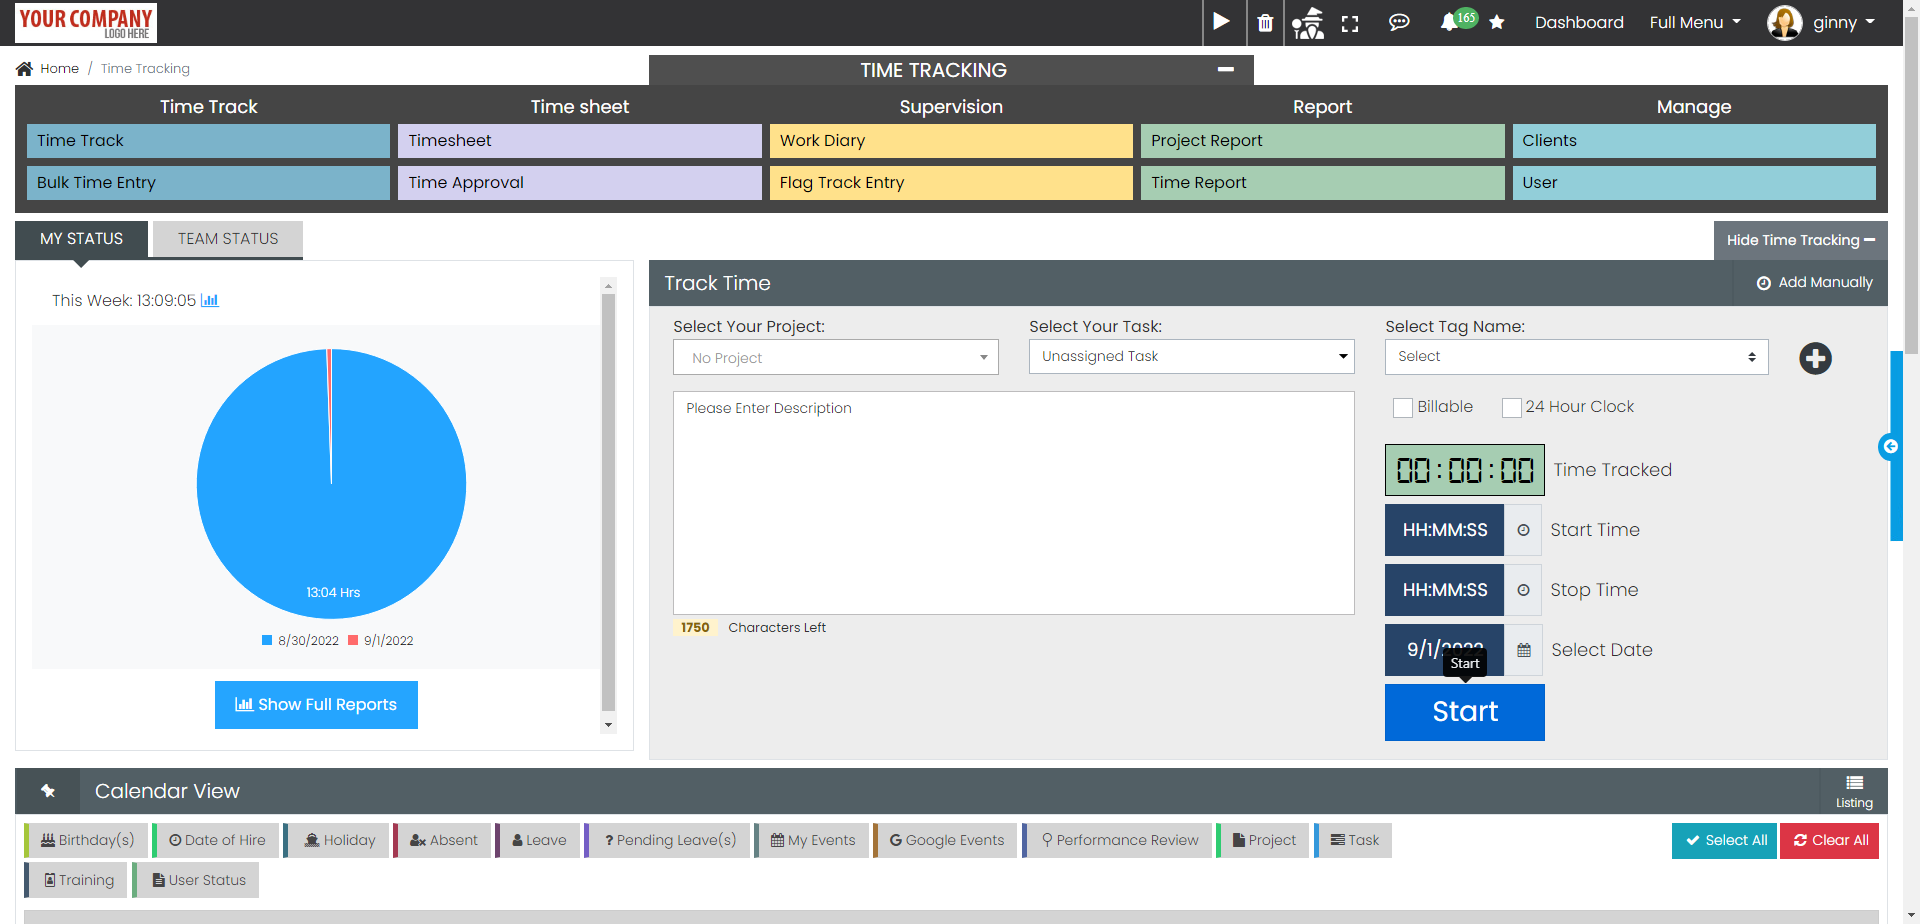 YOUR COMPANY
LOGO HERE
165
Dashboard
Full Menu
ginny
Home / Time Tracking
TIME TRACKING
Time Track
Time sheet
Supervision
Report
Manage
Time Track
Timesheet
Work Diary
Project Report
Clients
Bulk Time Entry
Time Approval
Flag Track Entry
Time Report
User
MY STATUS
TEAM STATUS
Hide Time Tracking
This Week: 13:09:05
13:04 Hrs
8/30/2022
9/1/2022
Show Full Reports
Track Time
Add Manually
Select Your Project:
Select Your Task:
Select Tag Name:
No Project
Unassigned Task
Select
Please Enter Description
1750 Characters Left
Billable
24 Hour Clock
00:00:00
Time Tracked
HH:MM:SS
Start Time
HH:MM:SS
Stop Time
9/1/2022
Select Date
Start
Start
Calendar View
Listing
Birthday(s)
Date of Hire
Holiday
Absent
Leave
? Pending Leave(s)
My Events
Google Events
Performance Review
Project
Task
Select All
Clear All
Training
User Status